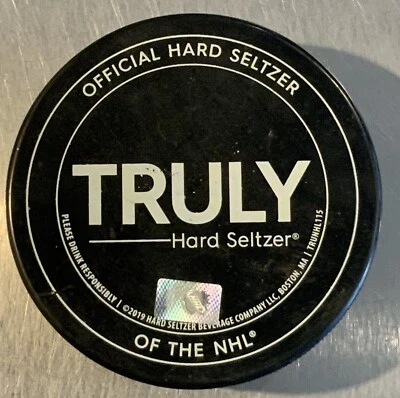 OFFICIAL HARD SELTZER
TRULY
Hard Seltzer®
PLEASE DRINK RESPONSIBLY | ©2019 HARD SELTZER BEVERAGE COMPANY LLC, BOSTON, MA | TRUNHL115
OF THE NHL®